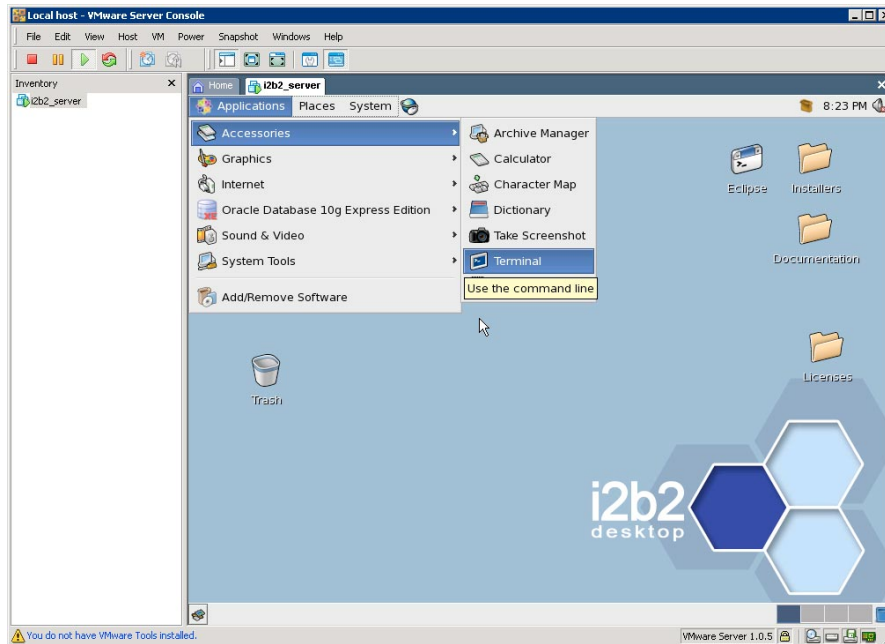 Local host - VMware Server Console
File Edit View Host VM Power Snapshot Windows Help
Inventory x
i2b2_server
Home i2b2_server
Applications Places System 8:23 PM
Accessories
Graphics
Internet
Oracle Database 10g Express Edition
Sound & Video
System Tools
Add/Remove Software
Archive Manager
Calculator
Character Map
Dictionary
Take Screenshot
Terminal
Use the command line
Eclipse
Installers
Documentation
Licenses
Trash
i2b2
desktop
You do not have VMware Tools installed.
VMware Server 1.0.5